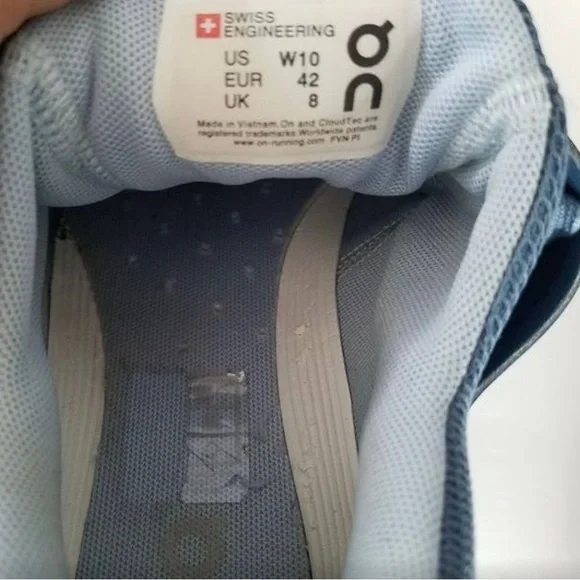 SWISS
ENGINEERING
US W10
EUR 42
UK 8
On
Made in Vietnam. On and CloudTec are
registered trademarks. Worldwide patents.
www.on-running.com FVN PI